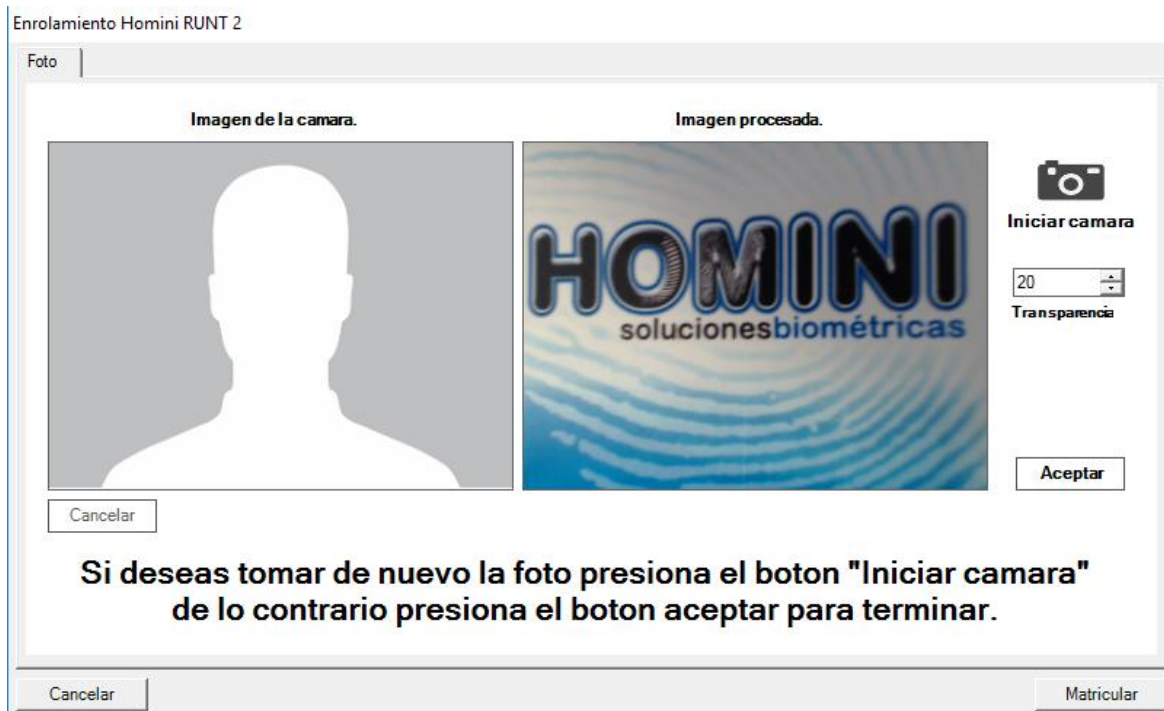 Enrolamiento Homini RUNT 2
Foto
Imagen de la camara.
Imagen procesada.
HOMINI
solucionesbiométricas
Iniciar camara
20
Transparencia
Aceptar
Cancelar
Si deseas tomar de nuevo la foto presiona el boton "Iniciar camara"
de lo contrario presiona el boton aceptar para terminar.
Cancelar
Matricular